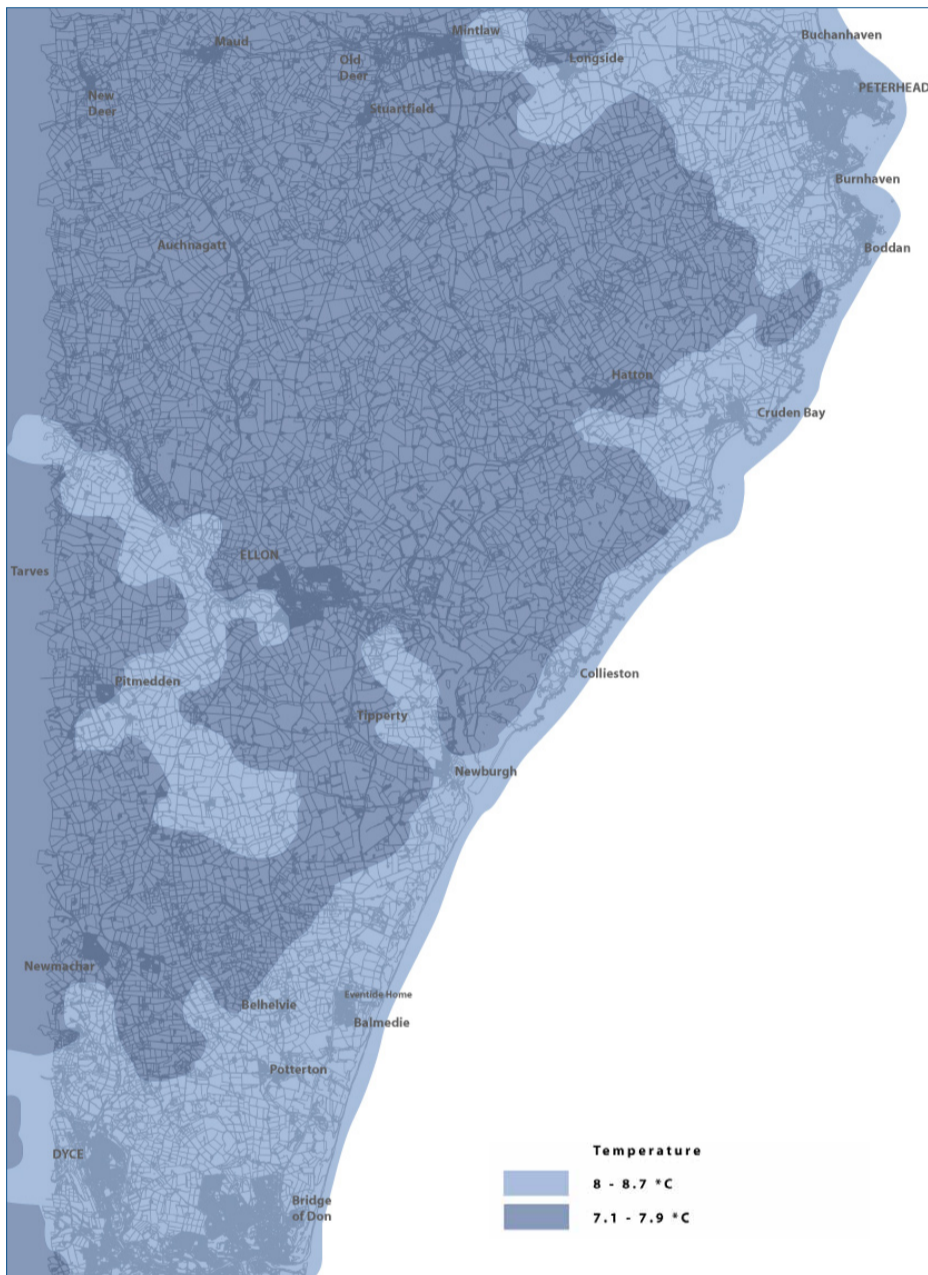 Buchanhaven
Mintlaw
Maud
Old
Deer
Longside
PETERHEAD
New
Deer
Stuartfield
Burnhaven
Auchnagatt
Boddan
Hatton
Cruden Bay
ELLON
Tarves
Collieston
Pitmedden
Tipperty
Newburgh
Newmachar
Eventide Home
Belhelvie
Balmedie
Potterton
DYCE
Bridge
of Don
Temperature
8 - 8.7 *C
7.1 - 7.9 *C